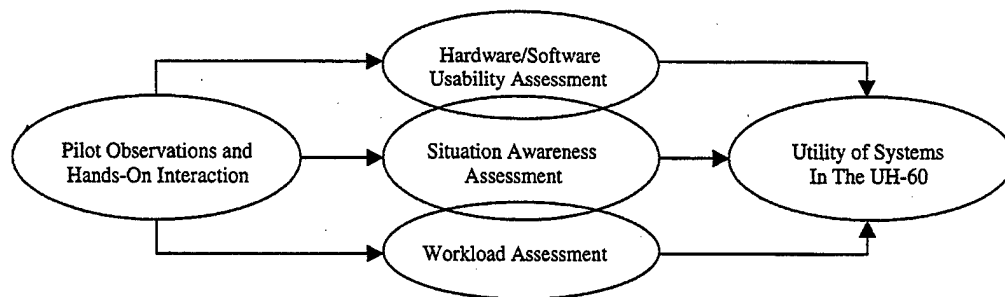 Hardware/Software
Usability Assessment
Pilot Observations and
Hands-On Interaction
Situation Awareness
Assessment
Utility of Systems
In The UH-60
Workload Assessment